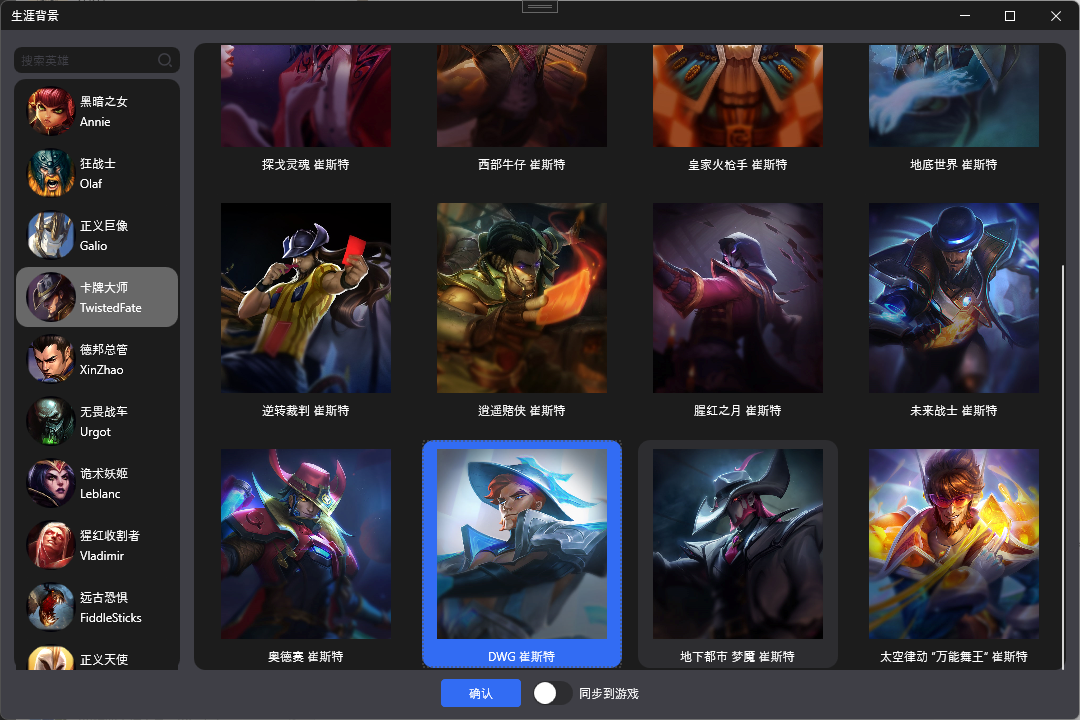 生涯背景
搜索英雄
黑暗之女
Annie
狂战士
Olaf
正义巨像
Galio
卡牌大师
TwistedFate
德邦总管
XinZhao
无畏战车
Urgot
诡术妖姬
Leblanc
猩红收割者
Vladimir
远古恐惧
FiddleSticks
正义天使
探戈灵魂 崔斯特
西部牛仔 崔斯特
皇家火枪手 崔斯特
地底世界 崔斯特
逆转裁判 崔斯特
逍遥赌侠 崔斯特
腥红之月 崔斯特
未来战士 崔斯特
奥德赛 崔斯特
DWG 崔斯特
地下都市 梦魇 崔斯特
太空律动 “万能舞王” 崔斯特
确认
同步到游戏